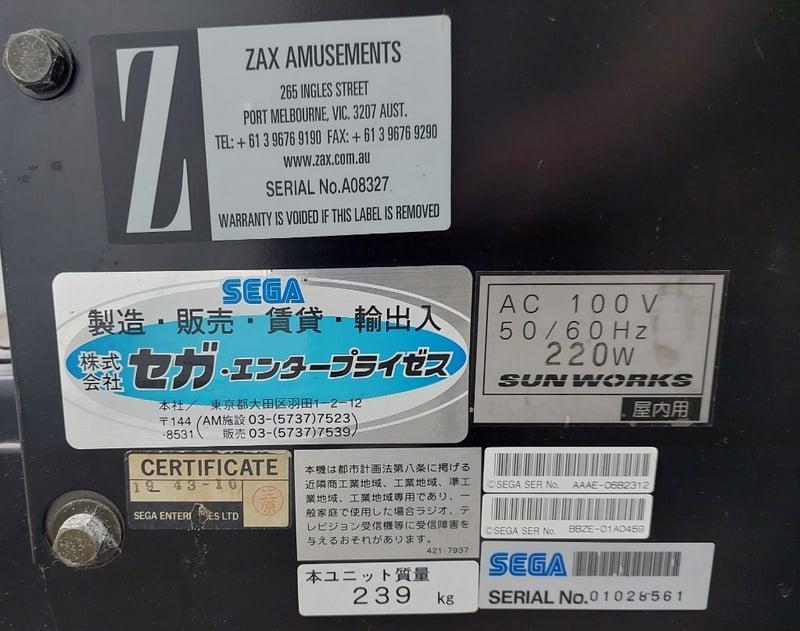 Z
ZAX AMUSEMENTS
265 INGLES STREET
PORT MELBOURNE, VIC. 3207 AUST.
TEL: + 61 3 9676 9190 FAX: + 61 3 9676 9290
www.zax.com.au
SERIAL No.A08327
WARRANTY IS VOIDED IF THIS LABEL IS REMOVED
SEGA™
製造・販売・賃貸・輸出入
株式会社 セガ・エンタープライゼス
本社/ 東京都大田区羽田1-2-12
〒144-8531 (AM施設 03-(5737)7523)
(販売 03-(5737)7539)
AC 100V
50/60Hz
220W
SUN WORKS
屋内用
CERTIFICATE
19 43-10
SEGA ENTERPRISES LTD
本機は都市計画法第八条に掲げる
近隣商工業地域、工業地域、準工
業地域、工業地域専用であり、一
般家庭で使用した場合ラジオ、テ
レビジョン受信機等に受信障害を
与えるおそれがあります。
421-7937
本ユニット質量
239 kg
©SEGA SER No. AAAE-06B2312
©SEGA SER No. BBZE-01A0459
SEGA
SERIAL No.01028561